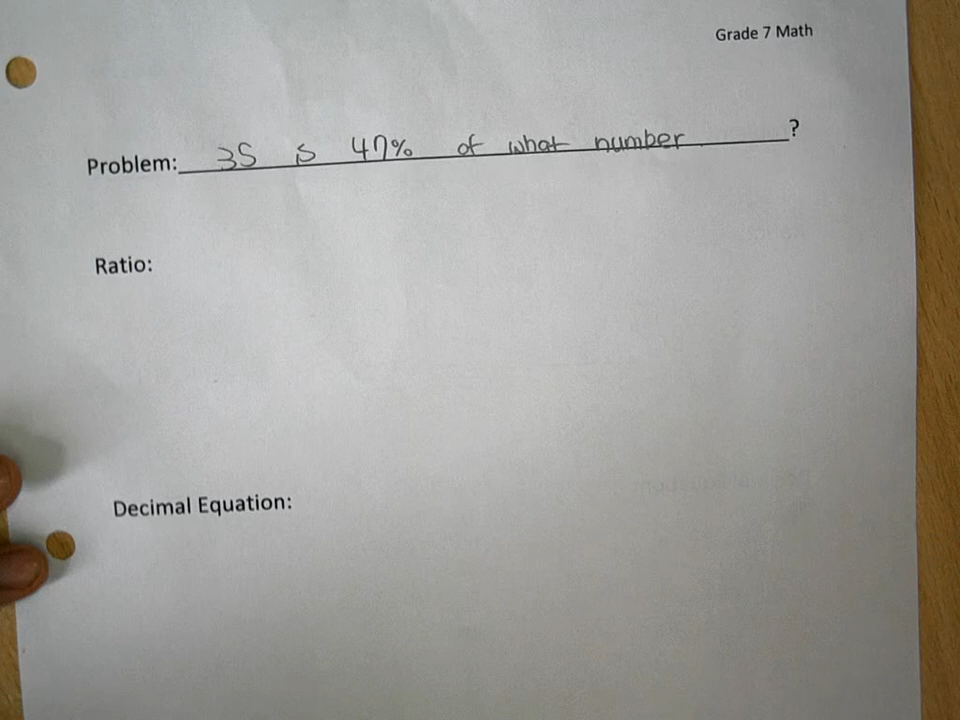 Grade 7 Math
Problem: 35 is 47% of what number ?
Ratio:
Decimal Equation: